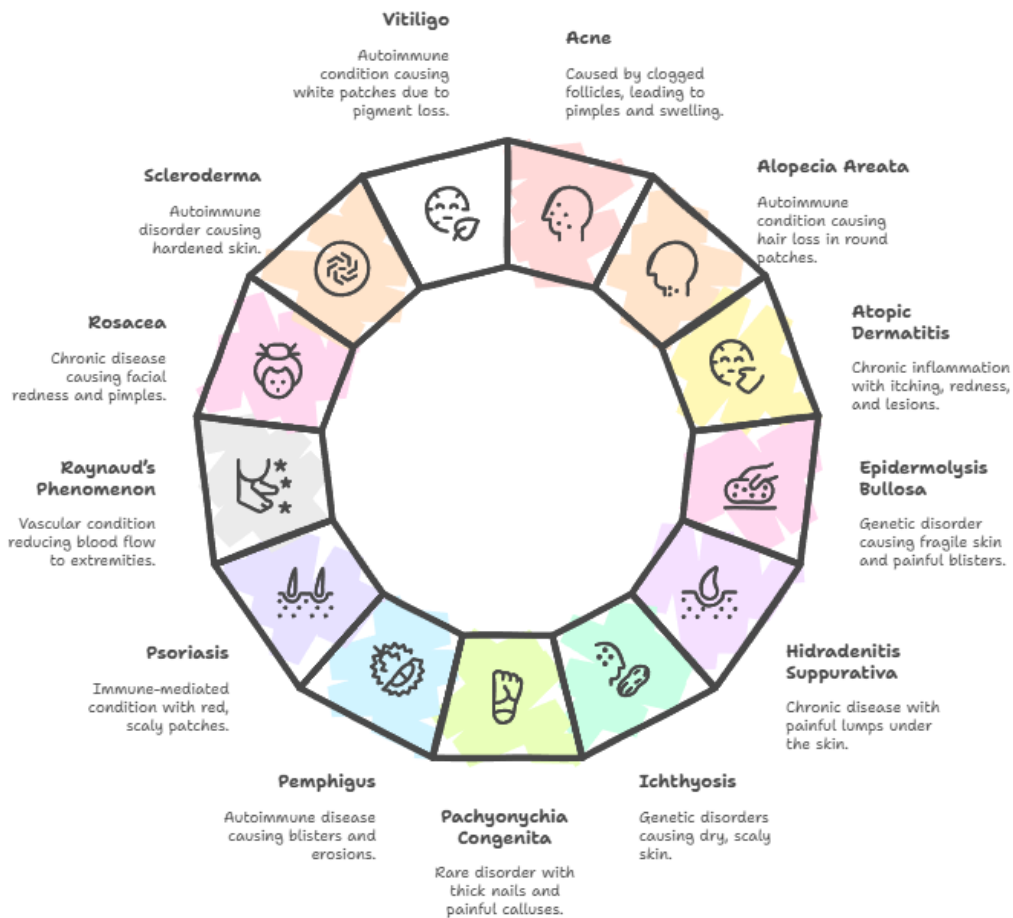 Vitiligo
Autoimmune
condition causing
white patches due to
pigment loss.
Acne
Caused by clogged
follicles, leading to
pimples and swelling.
Alopecia Areata
Autoimmune
condition causing
hair loss in round
patches.
Atopic
Dermatitis
Chronic inflammation
with itching, redness,
and lesions.
Epidermolysis
Bullosa
Genetic disorder
causing fragile skin
and painful blisters.
Hidradenitis
Suppurativa
Chronic disease with
painful lumps under
the skin.
Ichthyosis
Genetic disorders
causing dry, scaly
skin.
Pachyonychia
Congenita
Rare disorder with
thick nails and
painful calluses.
Pemphigus
Autoimmune disease
causing blisters and
erosions.
Psoriasis
Immune-mediated
condition with red,
scaly patches.
Raynaud's
Phenomenon
Vascular condition
reducing blood flow
to extremities.
Rosacea
Chronic disease
causing facial
redness and pimples.
Scleroderma
Autoimmune
disorder causing
hardened skin.